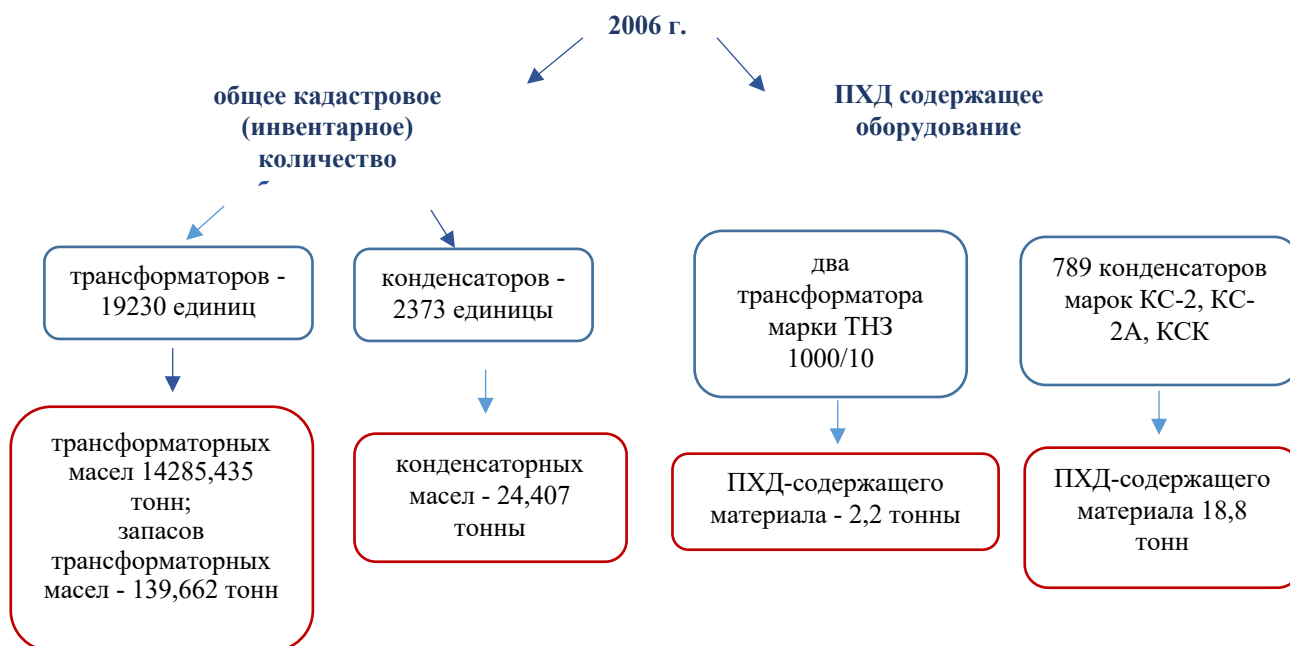 2006 г.
общее кадастровое
(инвентарное)
количество
ПХД содержащее
оборудование
трансформаторов -
19230 единиц
конденсаторов -
2373 единицы
два
трансформатора
марки ТНЗ
1000/10
789 конденсаторов
марок КС-2, КС-
2А, КСК
трансформаторных
масел 14285,435
тонн;
запасов
трансформаторных
масел - 139,662 тонн
конденсаторных
масел - 24,407
тонны
ПХД-содержащего
материала - 2,2 тонны
ПХД-содержащего
материала 18,8
тонн